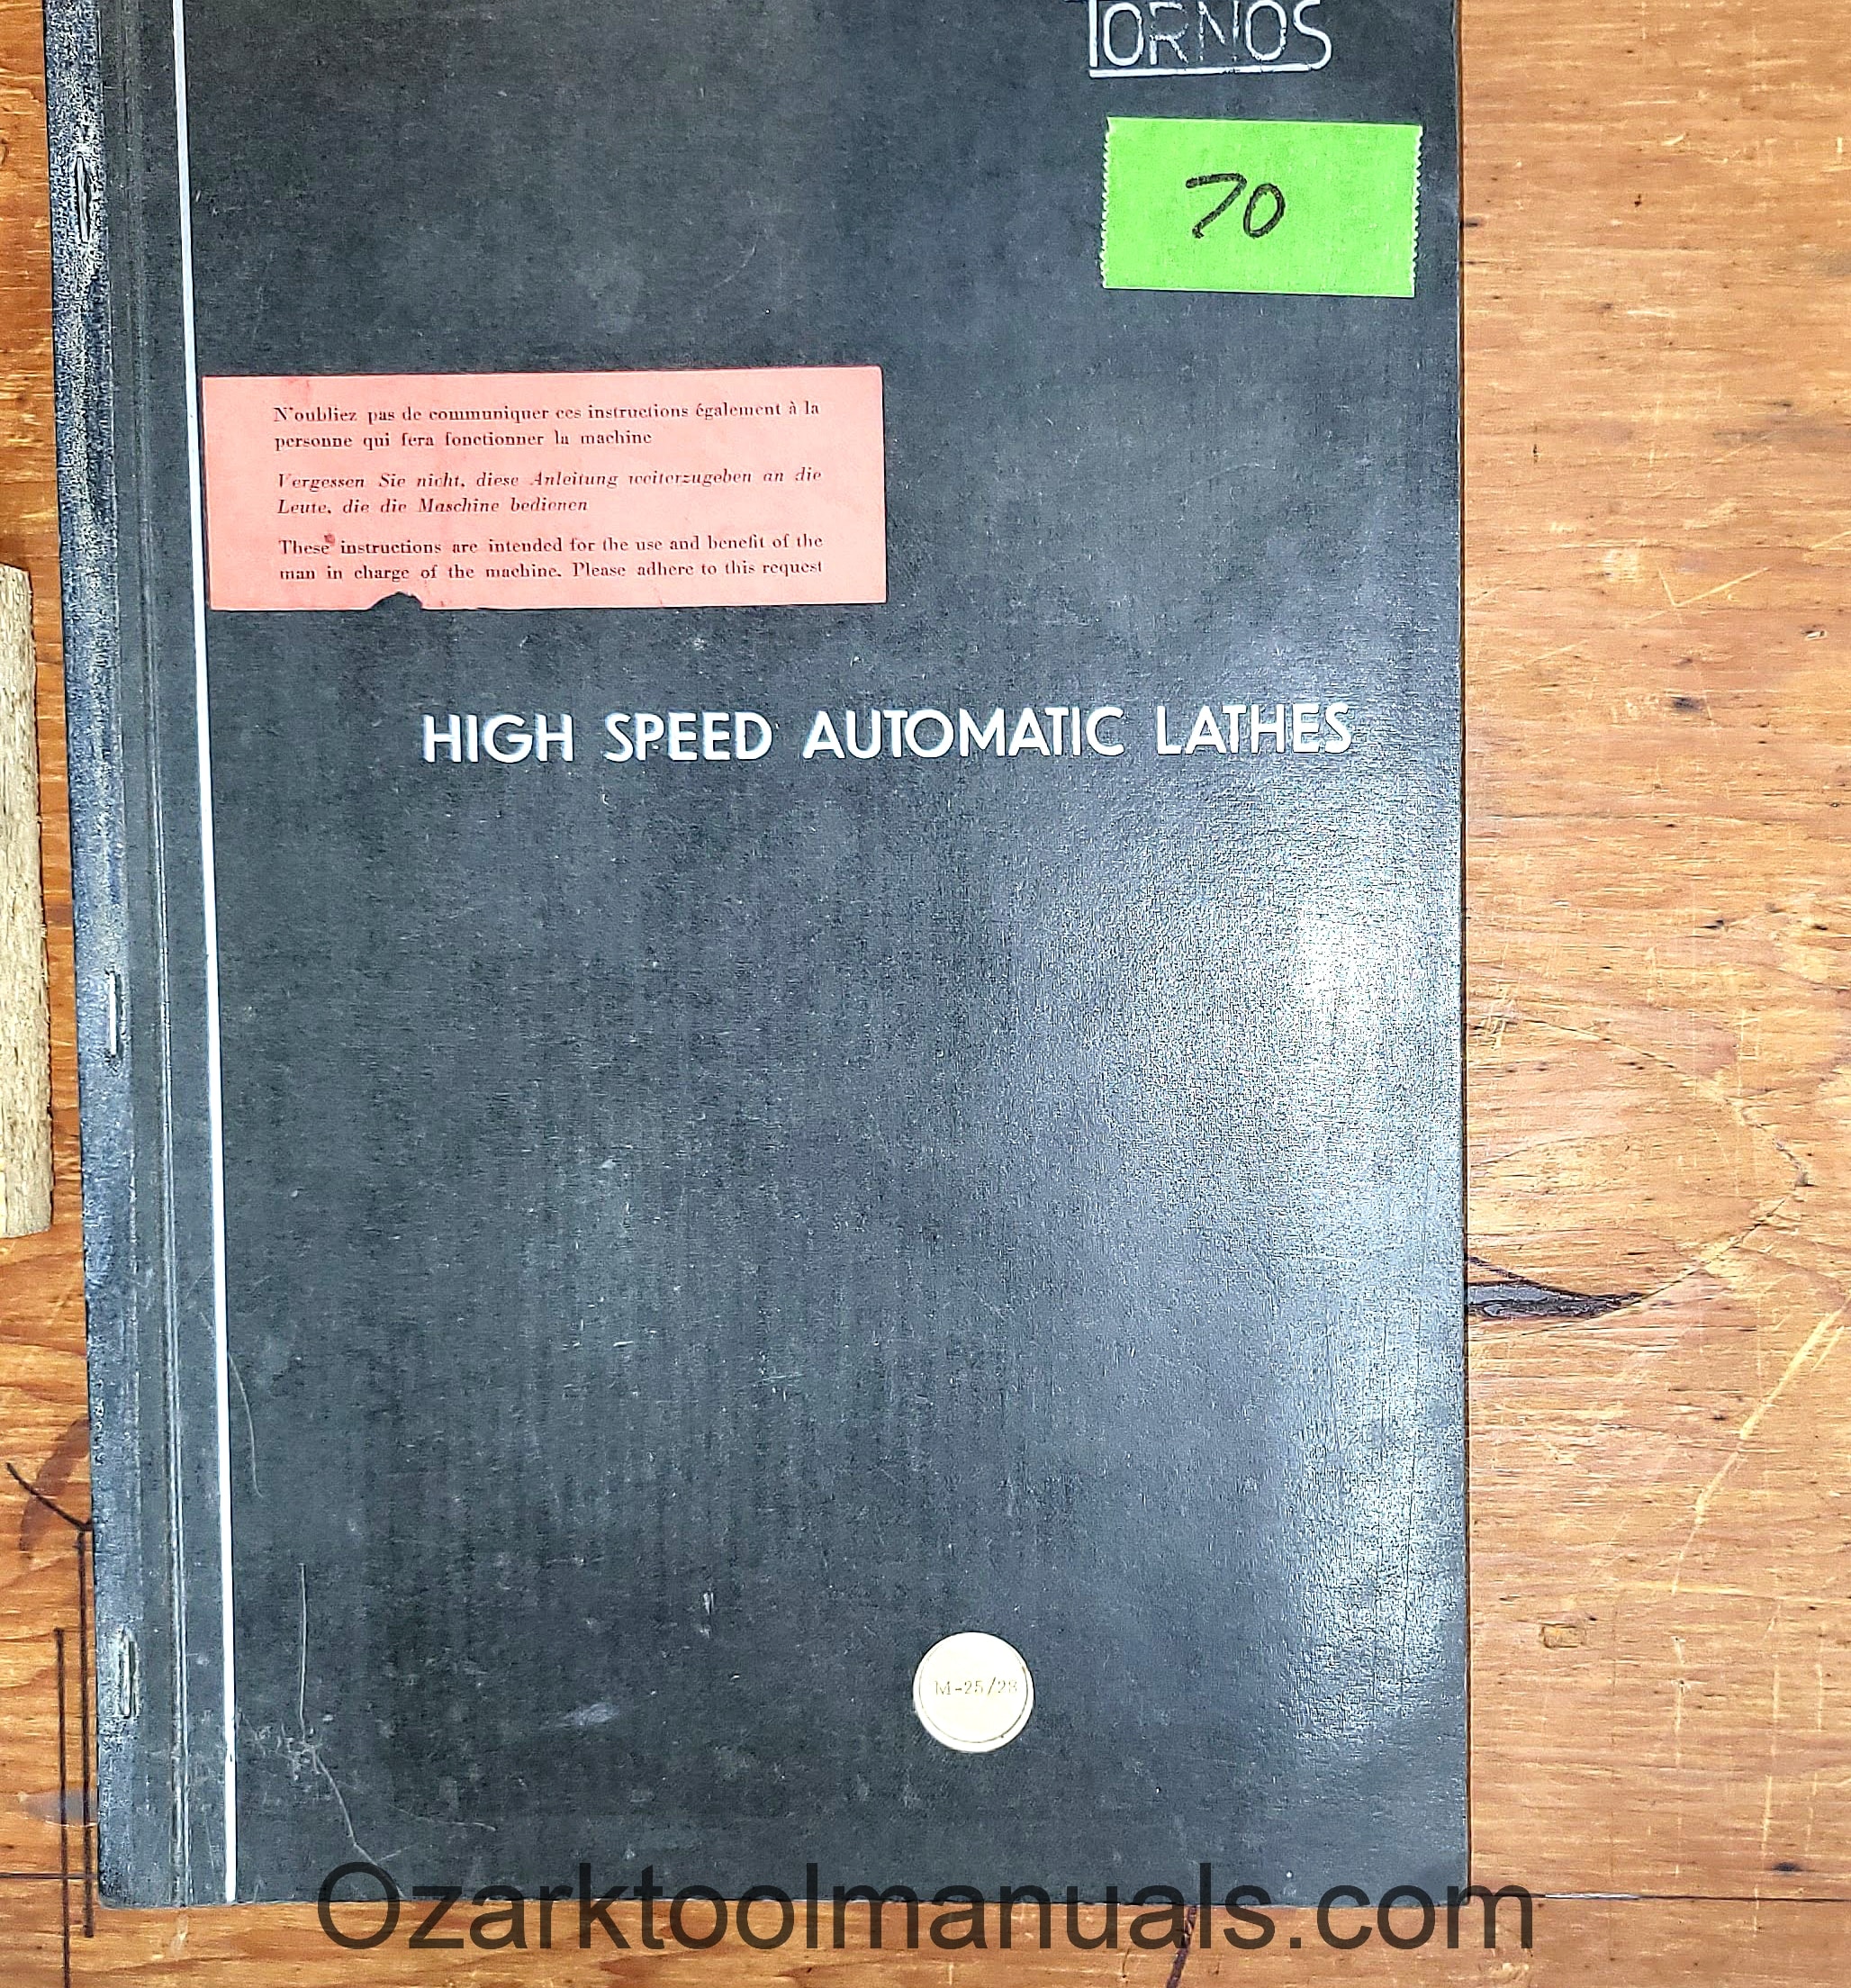 TORNOS
70
N'oubliez pas de communiquer ces instructions également à la
personne qui fera fonctionner la machine
Vergessen Sie nicht, diese Anleitung weiterzugeben an die
Leute, die die Maschine bedienen
These instructions are intended for the use and benefit of the
man in charge of the machine. Please adhere to this request
HIGH SPEED AUTOMATIC LATHES
M-25/28
Ozarktoolmanuals.com